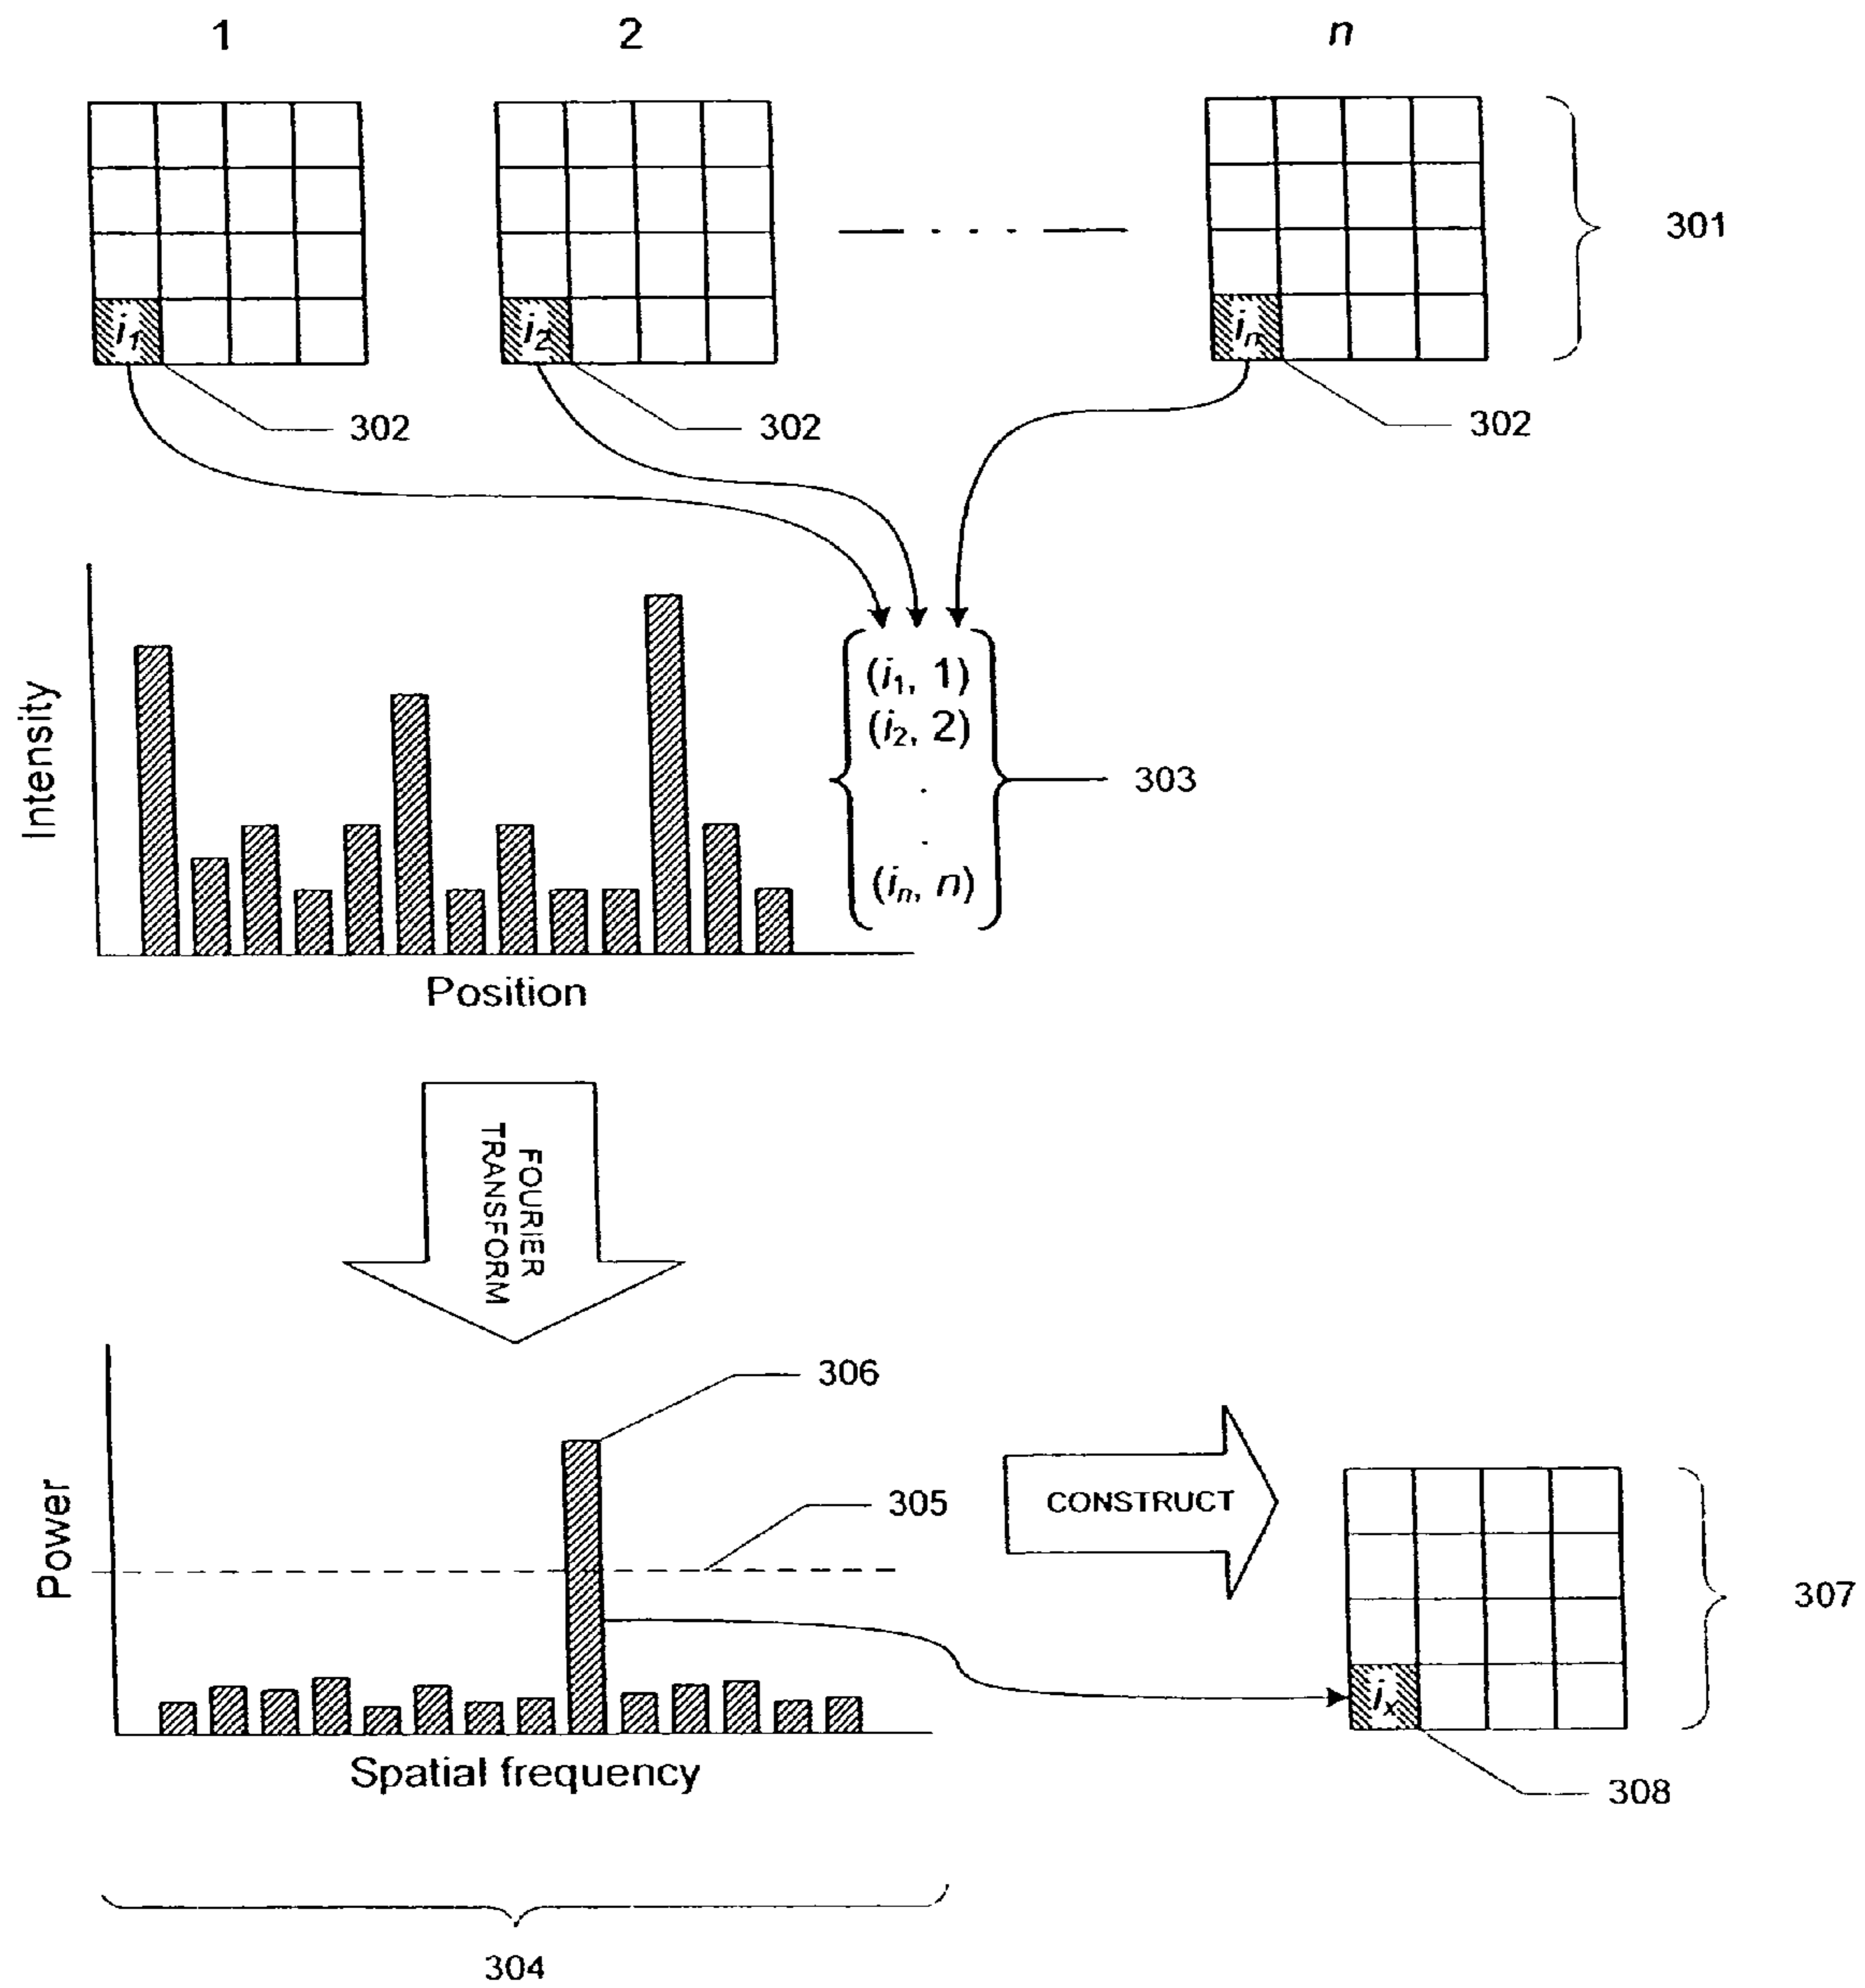 1 2 n
301
i1 i2 in
302 302 302
(i1, 1)
(i2, 2)
.
.
(in, n)
303
Intensity
Position
FOURIER
TRANSFORM
306
305
CONSTRUCT
Power
307
ix
Spatial frequency
308
304